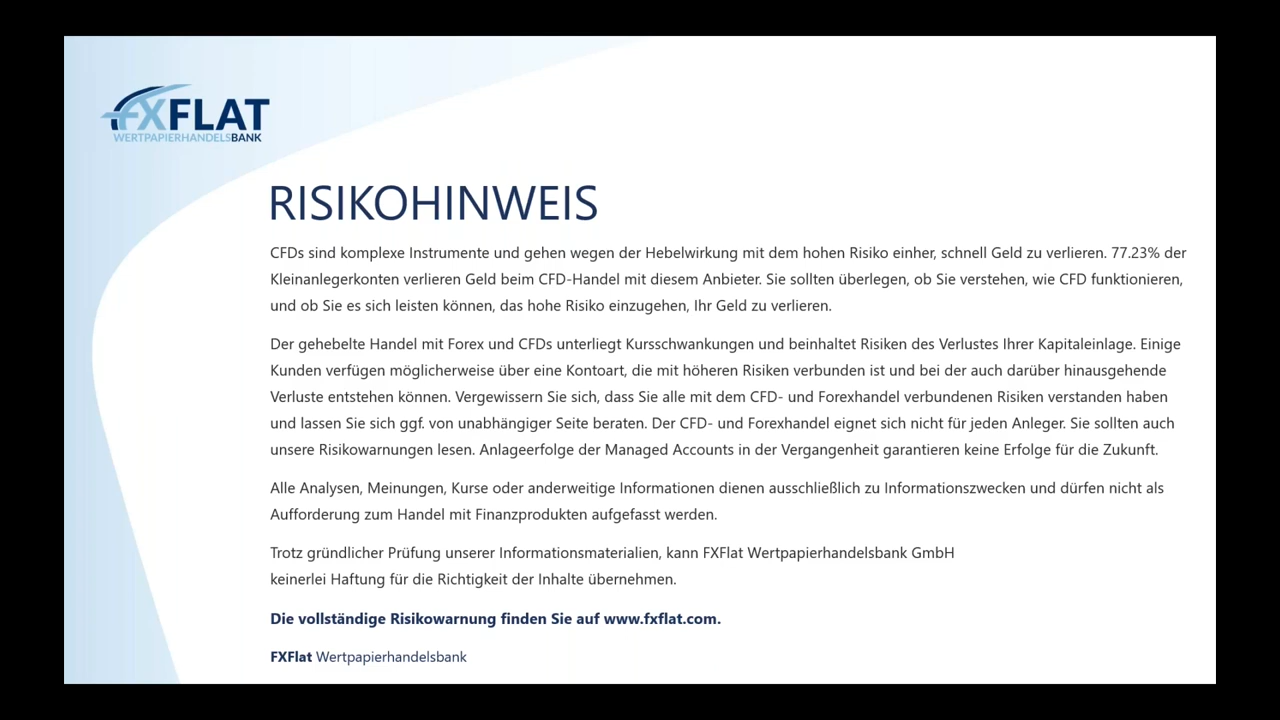 FXFLAT
WERTPAPIERHANDELSBANK
RISIKOHINWEIS
CFDs sind komplexe Instrumente und gehen wegen der Hebelwirkung mit dem hohen Risiko einher, schnell Geld zu verlieren. 77.23% der
Kleinanlegerkonten verlieren Geld beim CFD-Handel mit diesem Anbieter. Sie sollten überlegen, ob Sie verstehen, wie CFD funktionieren,
und ob Sie es sich leisten können, das hohe Risiko einzugehen, Ihr Geld zu verlieren.
Der gehebelte Handel mit Forex und CFDs unterliegt Kursschwankungen und beinhaltet Risiken des Verlustes Ihrer Kapitaleinlage. Einige
Kunden verfügen möglicherweise über eine Kontoart, die mit höheren Risiken verbunden ist und bei der auch darüber hinausgehende
Verluste entstehen können. Vergewissern Sie sich, dass Sie alle mit dem CFD- und Forexhandel verbundenen Risiken verstanden haben
und lassen Sie sich ggf. von unabhängiger Seite beraten. Der CFD- und Forexhandel eignet sich nicht für jeden Anleger. Sie sollten auch
unsere Risikowarnungen lesen. Anlageerfolge der Managed Accounts in der Vergangenheit garantieren keine Erfolge für die Zukunft.
Alle Analysen, Meinungen, Kurse oder anderweitige Informationen dienen ausschließlich zu Informationszwecken und dürfen nicht als
Aufforderung zum Handel mit Finanzprodukten aufgefasst werden.
Trotz gründlicher Prüfung unserer Informationsmaterialien, kann FXFlat Wertpapierhandelsbank GmbH
keinerlei Haftung für die Richtigkeit der Inhalte übernehmen.
Die vollständige Risikowarnung finden Sie auf www.fxflat.com.
FXFlat Wertpapierhandelsbank